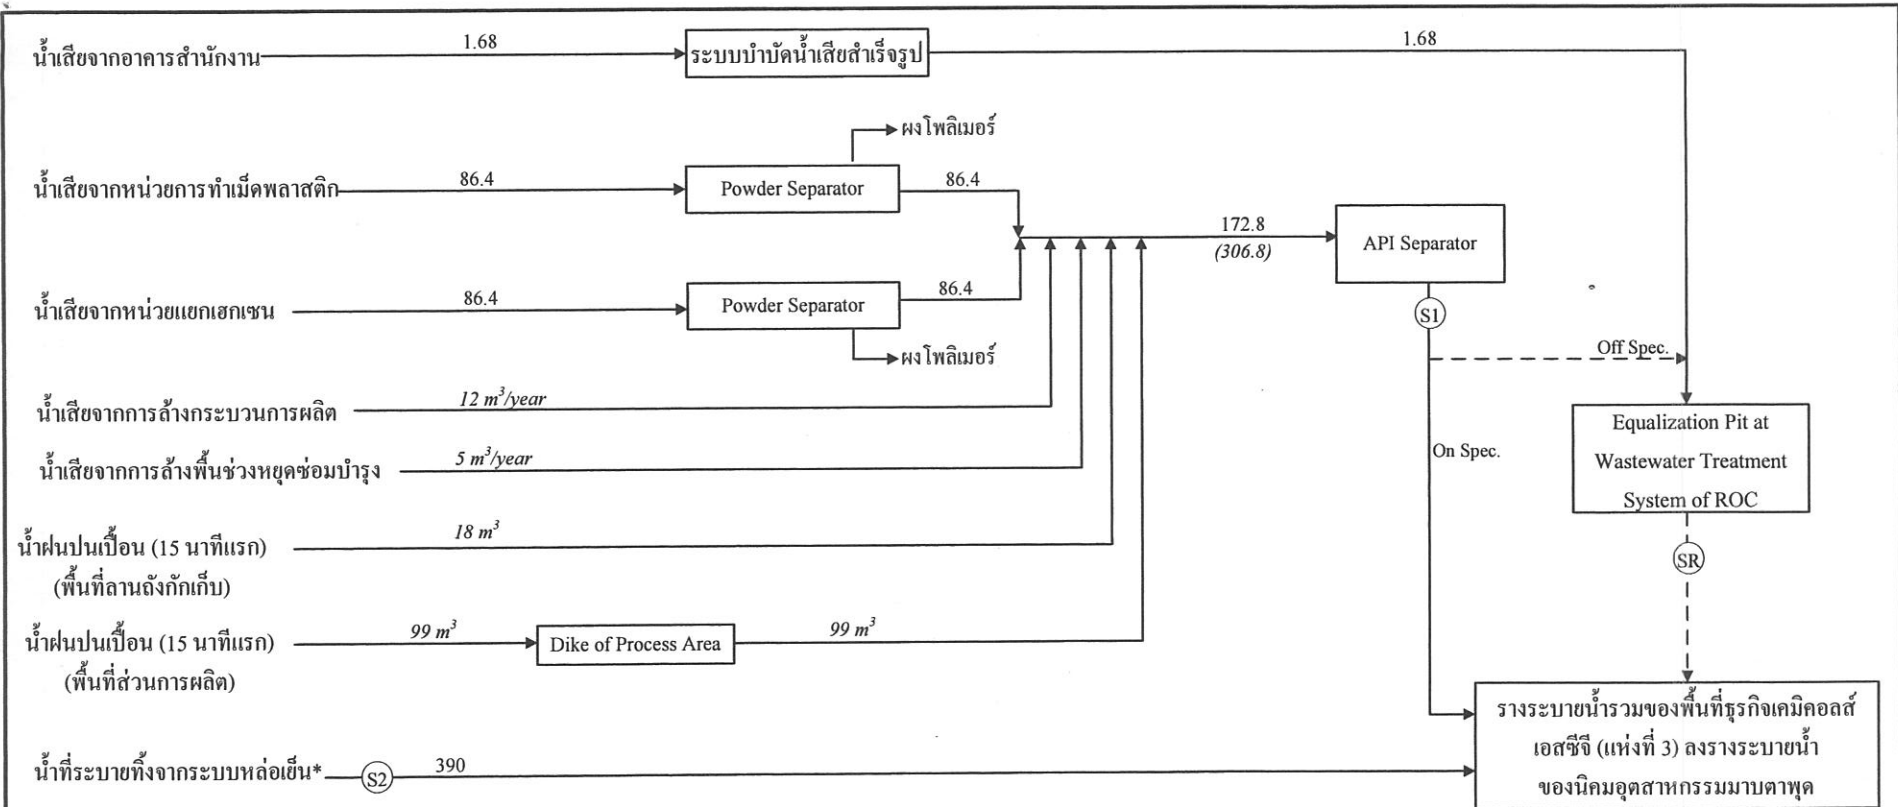 น้ำเสียจากอาคารสำนักงาน
1.68
ระบบบำบัดน้ำเสียสำเร็จรูป
1.68
ผงโพลิเมอร์
น้ำเสียจากหน่วยการทำเม็ดพลาสติก
86.4
Powder Separator
86.4
172.8
(306.8)
API Separator
น้ำเสียจากหน่วยแยกเฮกเซน
86.4
Powder Separator
86.4
S1
ผงโพลิเมอร์
Off Spec.
น้ำเสียจากการล้างกระบวนการผลิต
12 m³/year
Equalization Pit at
Wastewater Treatment
System of ROC
น้ำเสียจากการล้างพื้นช่วงหยุดซ่อมบำรุง
5 m³/year
On Spec.
น้ำฝนปนเปื้อน (15 นาทีแรก)
(พื้นที่ลานถังกักเก็บ)
18 m³
SR
น้ำฝนปนเปื้อน (15 นาทีแรก)
(พื้นที่ส่วนการผลิต)
99 m³
Dike of Process Area
99 m³
รางระบายน้ำรวมของพื้นที่ธุรกิจเคมิคอลส์
เอสซีจี (แห่งที่ 3) ลงรางระบายน้ำ
ของนิคมอุตสาหกรรมมาบตาพุด
น้ำที่ระบายทิ้งจากระบบหล่อเย็น*
S2
390